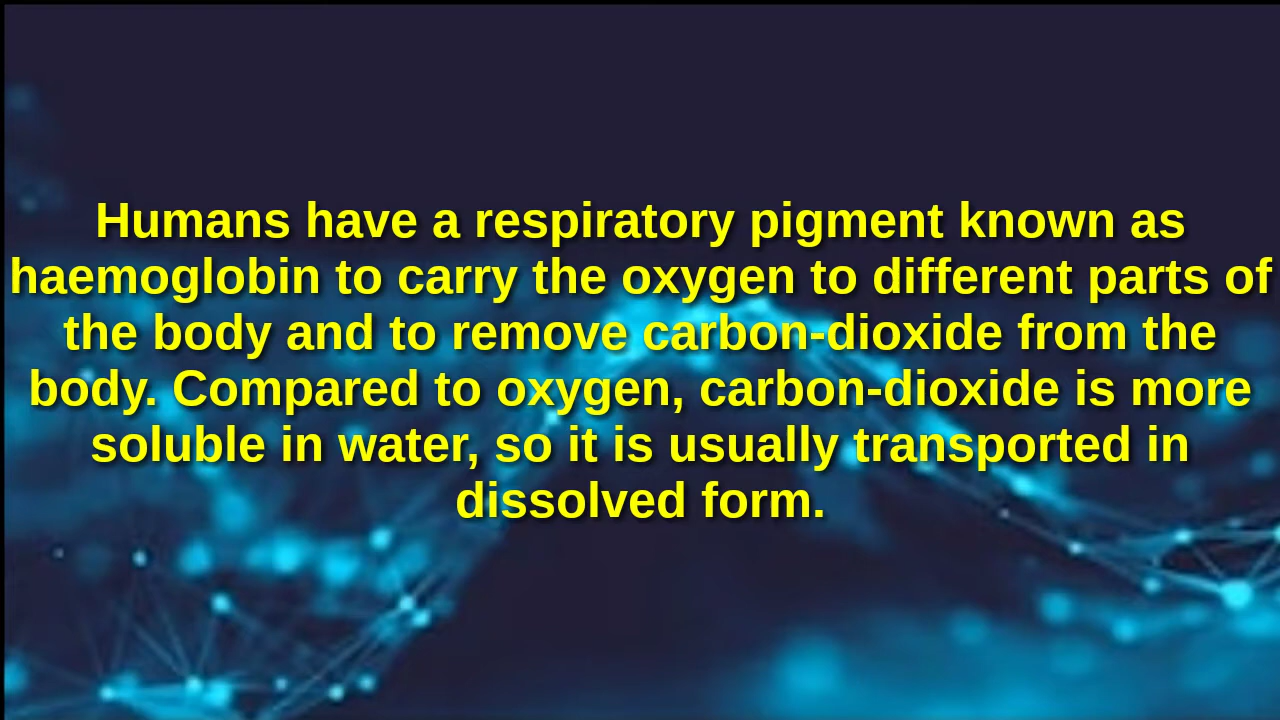 Humans have a respiratory pigment known as
haemoglobin to carry the oxygen to different parts of
the body and to remove carbon-dioxide from the
body. Compared to oxygen, carbon-dioxide is more
soluble in water, so it is usually transported in
dissolved form.